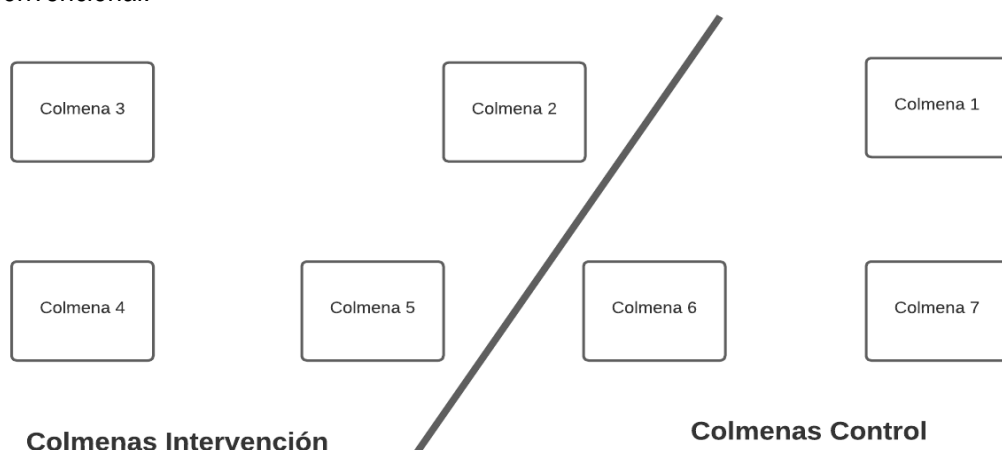 Colmena 3
Colmena 2
Colmena 1
Colmena 4
Colmena 5
Colmena 6
Colmena 7
Colmenas Intervención
Colmenas Control